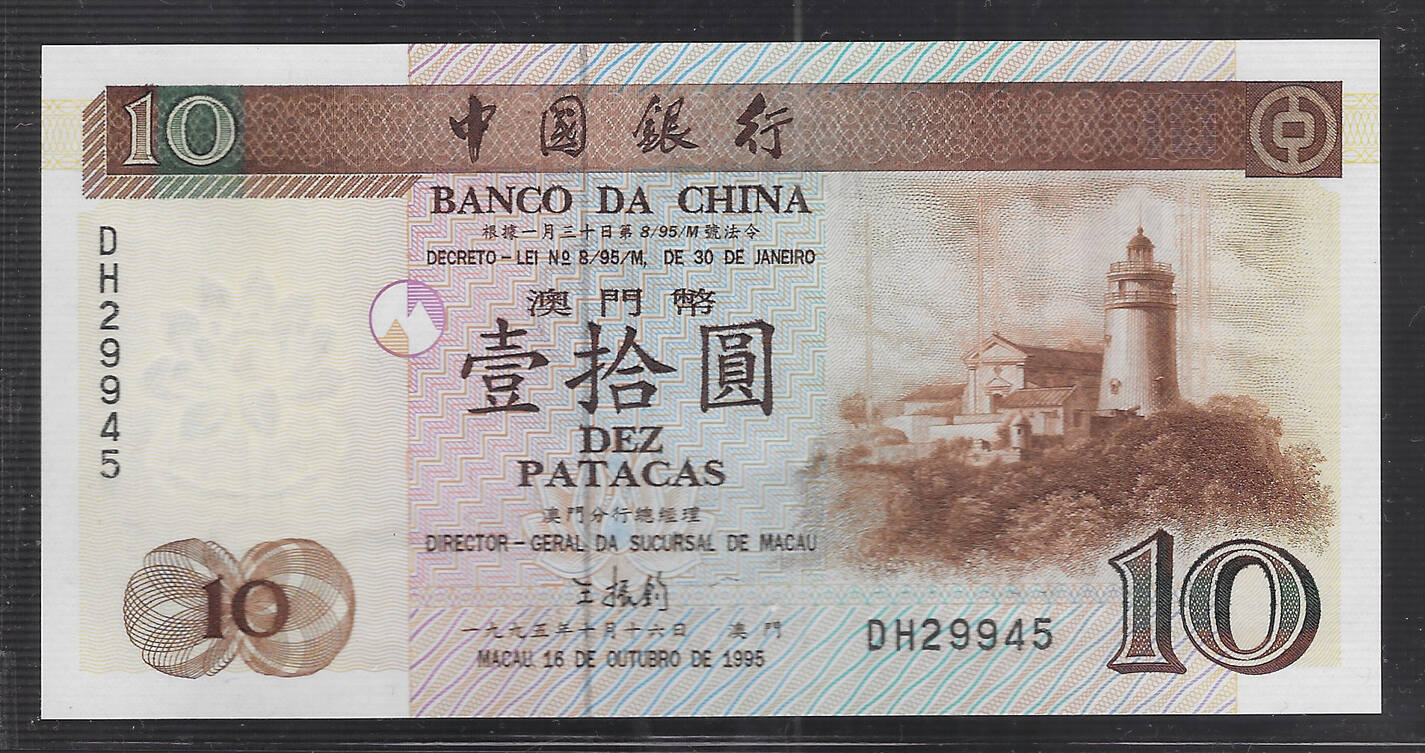 10
中國銀行
BANCO DA CHINA
根據一月三十日第8/95/M號法令
DECRETO-LEI Nº 8/95/M, DE 30 DE JANEIRO
澳門幣
壹拾圓
DEZ
PATACAS
澳門分行總經理
DIRECTOR-GERAL DA SUCURSAL DE MACAU
王振鈞
一九九五年十月十六日 澳門
MACAU, 16 DE OUTUBRO DE 1995
DH29945
10
DH29945
10